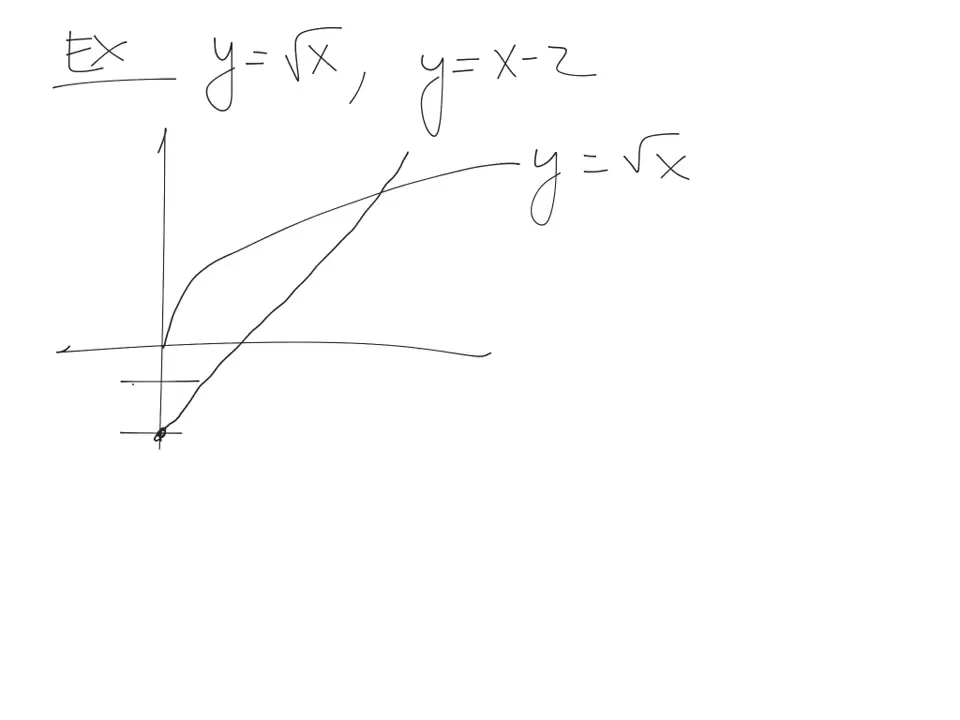 Ex y = √x, y = x-2
y = √x